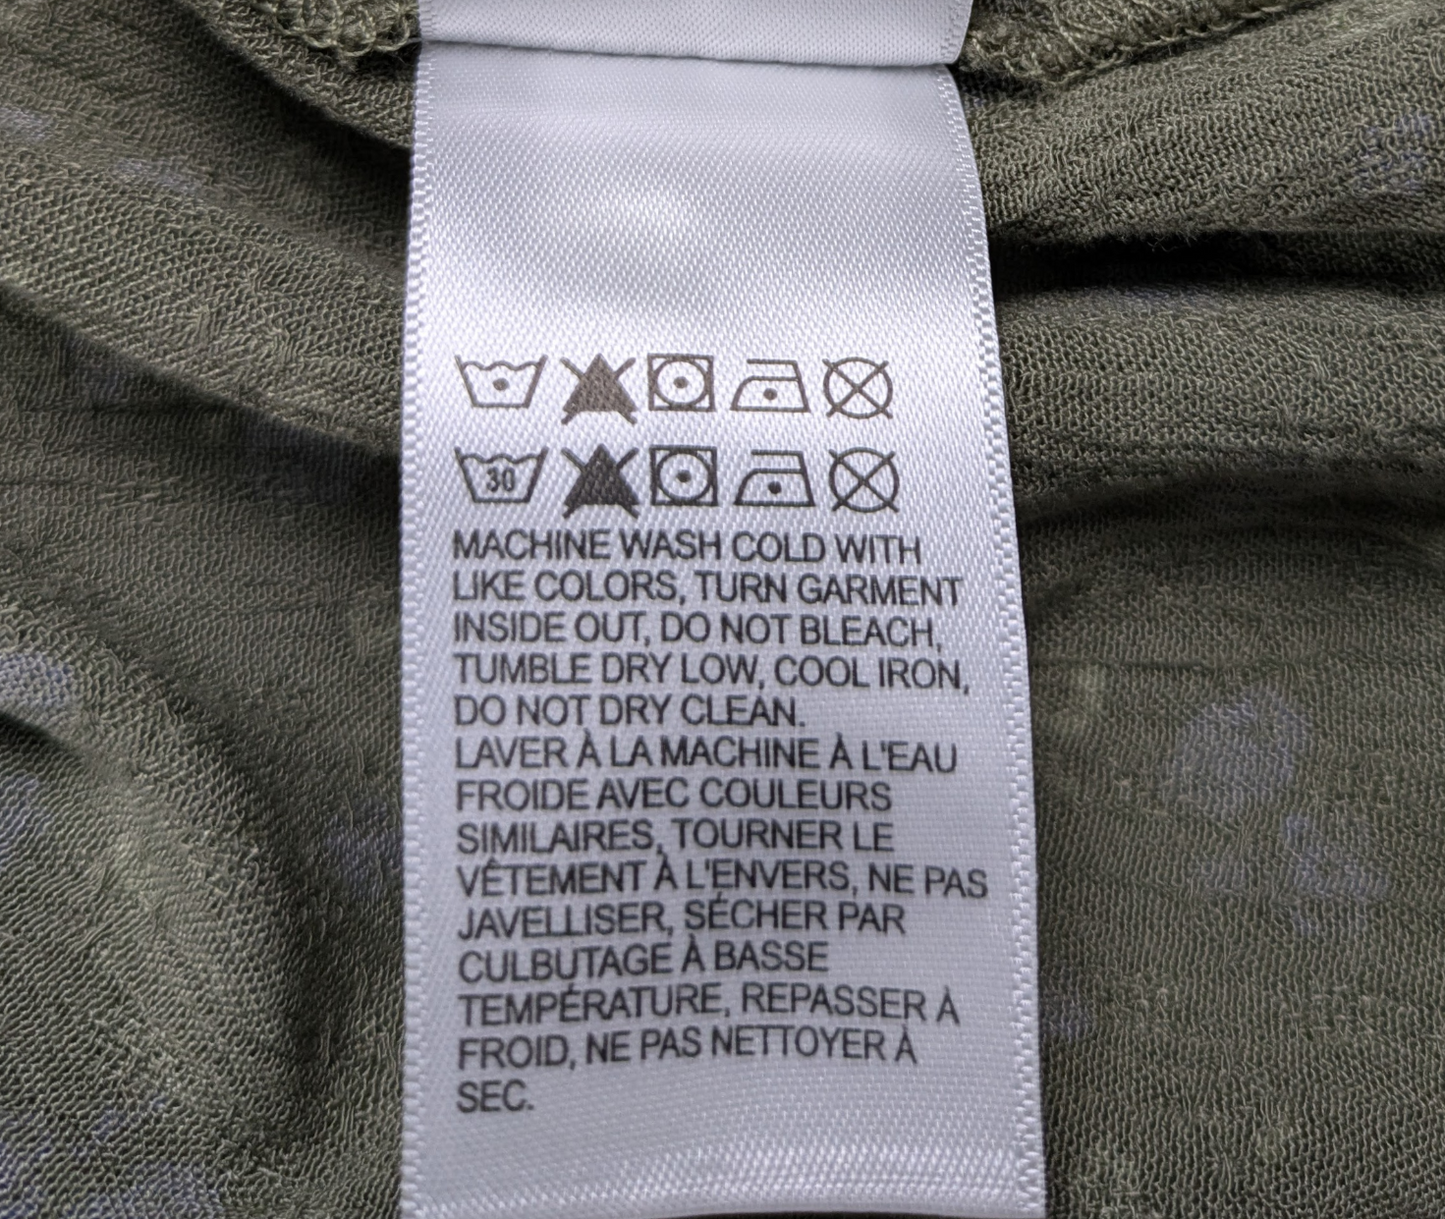 30
MACHINE WASH COLD WITH
LIKE COLORS, TURN GARMENT
INSIDE OUT, DO NOT BLEACH,
TUMBLE DRY LOW, COOL IRON,
DO NOT DRY CLEAN.
LAVER À LA MACHINE À L'EAU
FROIDE AVEC COULEURS
SIMILAIRES, TOURNER LE
VÊTEMENT À L'ENVERS, NE PAS
JAVELLISER, SÉCHER PAR
CULBUTAGE À BASSE
TEMPÉRATURE, REPASSER À
FROID, NE PAS NETTOYER À
SEC.